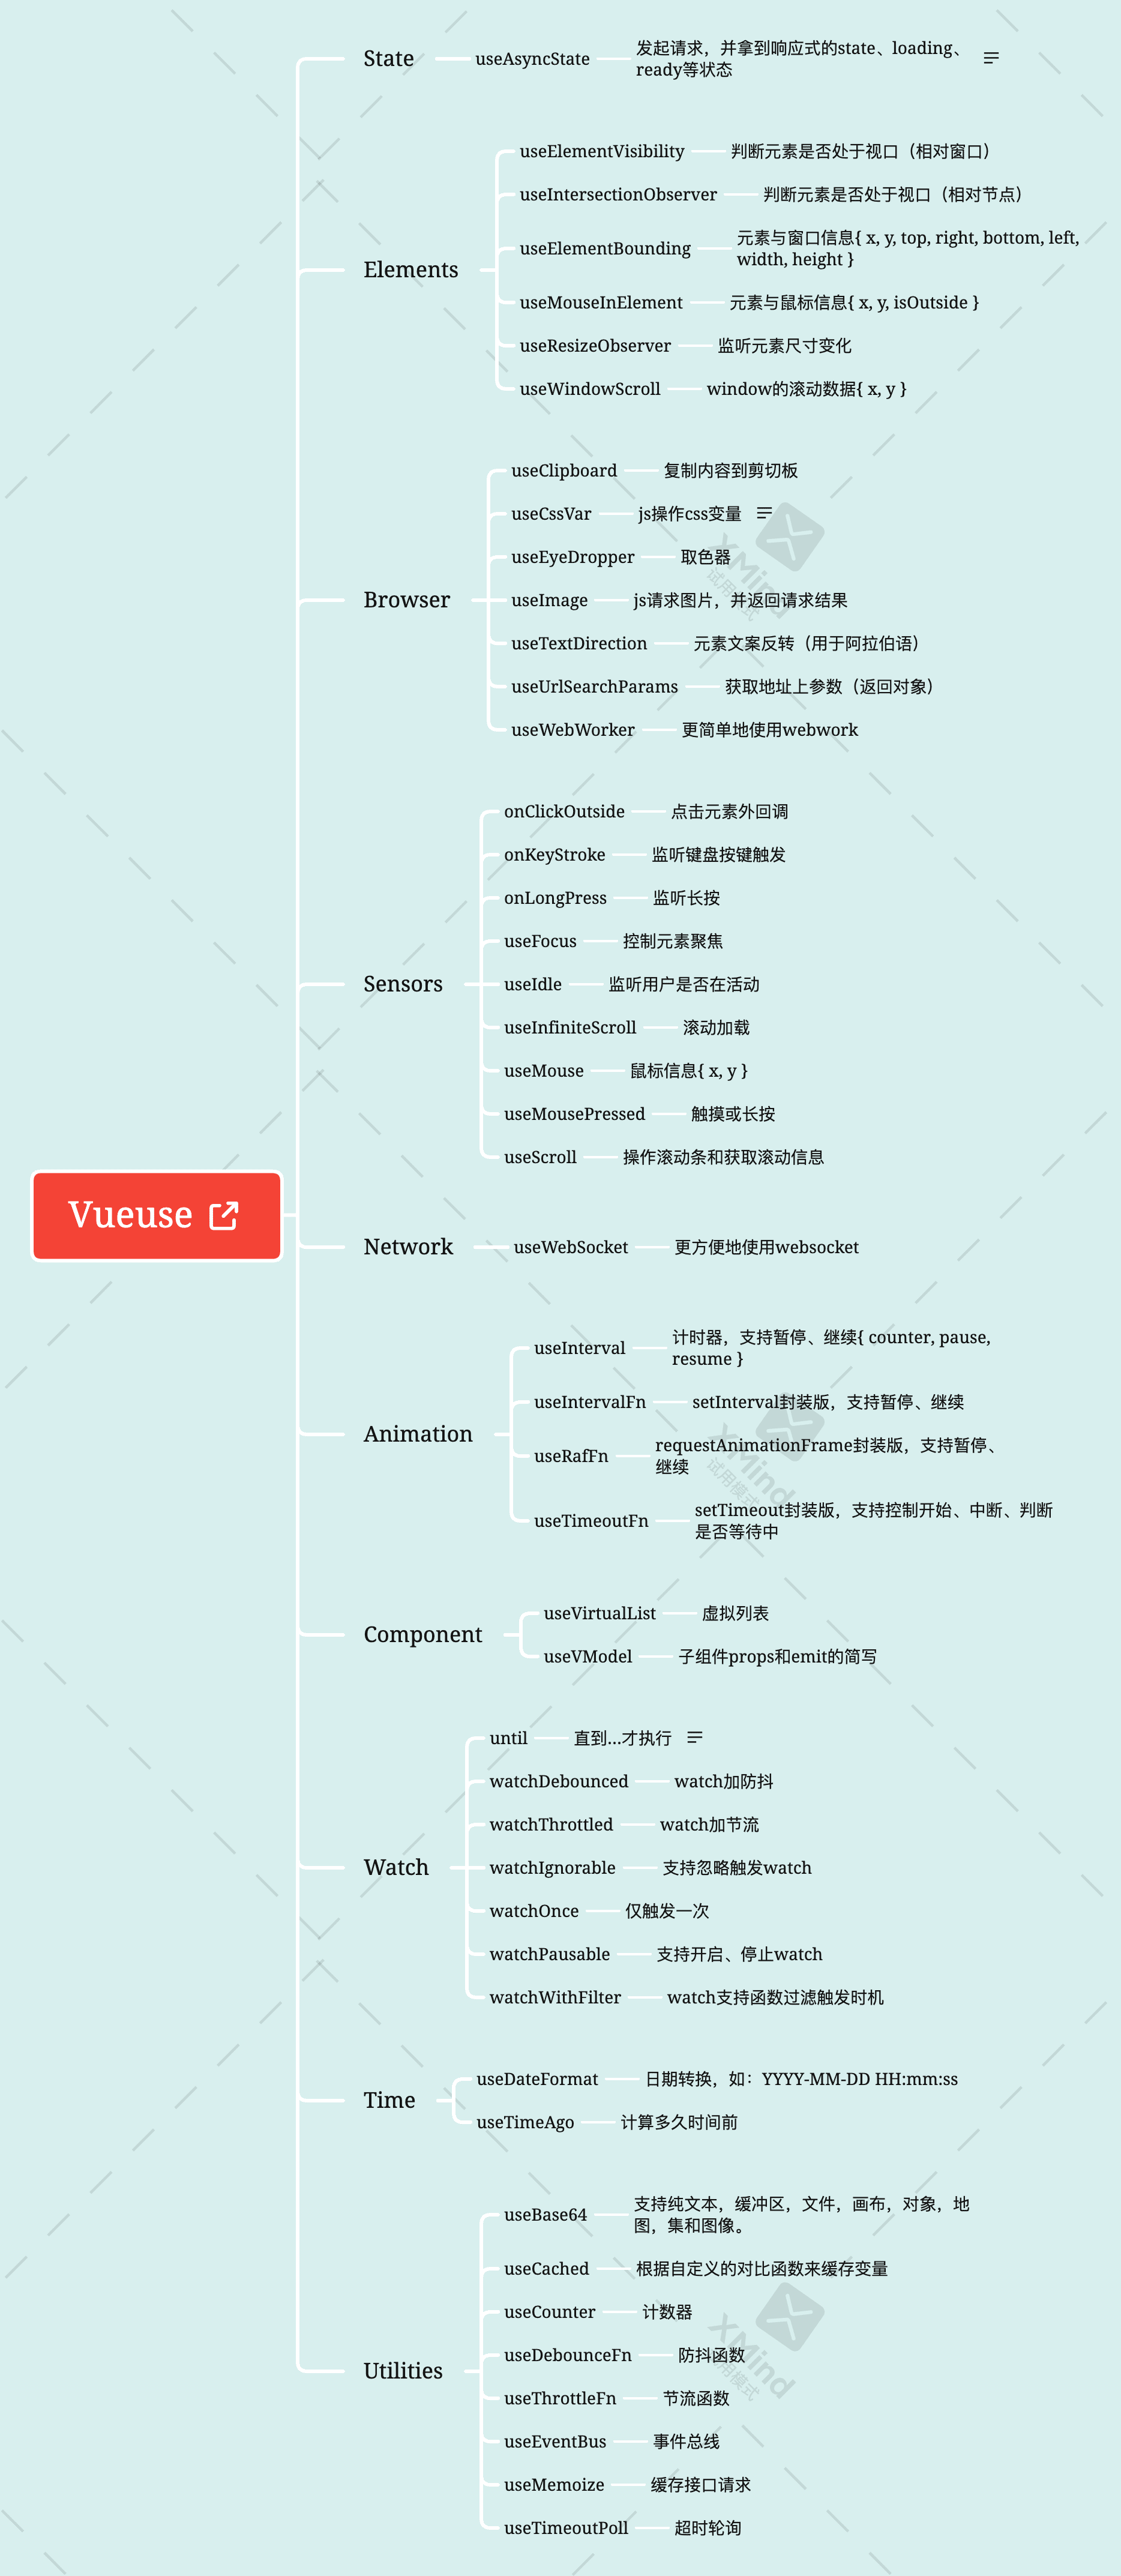 State
useAsyncState
发起请求，并拿到响应式的state、loading、
ready等状态
Elements
useElementVisibility
判断元素是否处于视口（相对窗口）
useIntersectionObserver
判断元素是否处于视口（相对节点）
useElementBounding
元素与窗口信息{ x, y, top, right, bottom, left,
width, height }
useMouseInElement
元素与鼠标信息{ x, y, isOutside }
useResizeObserver
监听元素尺寸变化
useWindowScroll
window的滚动数据{ x, y }
Browser
useClipboard
复制内容到剪切板
useCssVar
js操作css变量
useEyeDropper
取色器
useImage
js请求图片，并返回请求结果
useTextDirection
元素文案反转（用于阿拉伯语）
useUrlSearchParams
获取地址上参数（返回对象）
useWebWorker
更简单地使用webwork
XMind
试用模式
Sensors
onClickOutside
点击元素外回调
onKeyStroke
监听键盘按键触发
onLongPress
监听长按
useFocus
控制元素聚焦
useIdle
监听用户是否在活动
useInfiniteScroll
滚动加载
useMouse
鼠标信息{ x, y }
useMousePressed
触摸或长按
useScroll
操作滚动条和获取滚动信息
Vueuse
Network
useWebSocket
更方便地使用websocket
Animation
useInterval
计时器，支持暂停、继续{ counter, pause,
resume }
useIntervalFn
setInterval封装版，支持暂停、继续
useRafFn
requestAnimationFrame封装版，支持暂停、
继续
useTimeoutFn
setTimeout封装版，支持控制开始、中断、判断
是否等待中
XMind
试用模式
Component
useVirtualList
虚拟列表
useVModel
子组件props和emit的简写
Watch
until
直到...才执行
watchDebounced
watch加防抖
watchThrottled
watch加节流
watchIgnorable
支持忽略触发watch
watchOnce
仅触发一次
watchPausable
支持开启、停止watch
watchWithFilter
watch支持函数过滤触发时机
Time
useDateFormat
日期转换，如：YYYY-MM-DD HH:mm:ss
useTimeAgo
计算多久时间前
Utilities
useBase64
支持纯文本，缓冲区，文件，画布，对象，地
图，集和图像。
useCached
根据自定义的对比函数来缓存变量
useCounter
计数器
useDebounceFn
防抖函数
useThrottleFn
节流函数
useEventBus
事件总线
useMemoize
缓存接口请求
useTimeoutPoll
超时轮询
XMind
试用模式